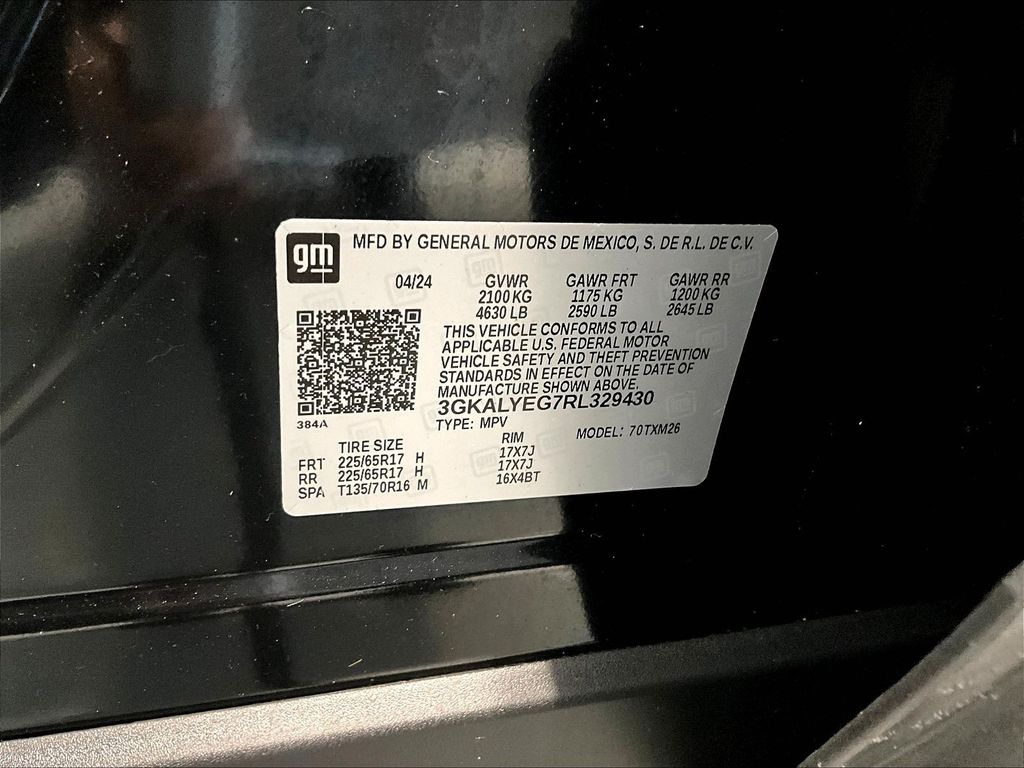 gm
MFD BY GENERAL MOTORS DE MEXICO, S. DE R.L. DE C.V.
04/24 GVWR GAWR FRT GAWR RR
2100 KG 1175 KG 1200 KG
4630 LB 2590 LB 2645 LB
THIS VEHICLE CONFORMS TO ALL
APPLICABLE U.S. FEDERAL MOTOR
VEHICLE SAFETY AND THEFT PREVENTION
STANDARDS IN EFFECT ON THE DATE OF
MANUFACTURE SHOWN ABOVE.
3GKALYEG7RL329430
384A
TYPE: MPV MODEL: 70TXM26
TIRE SIZE RIM
FRT 225/65R17 H 17X7J
RR 225/65R17 H 17X7J
SPA T135/70R16 M 16X4BT